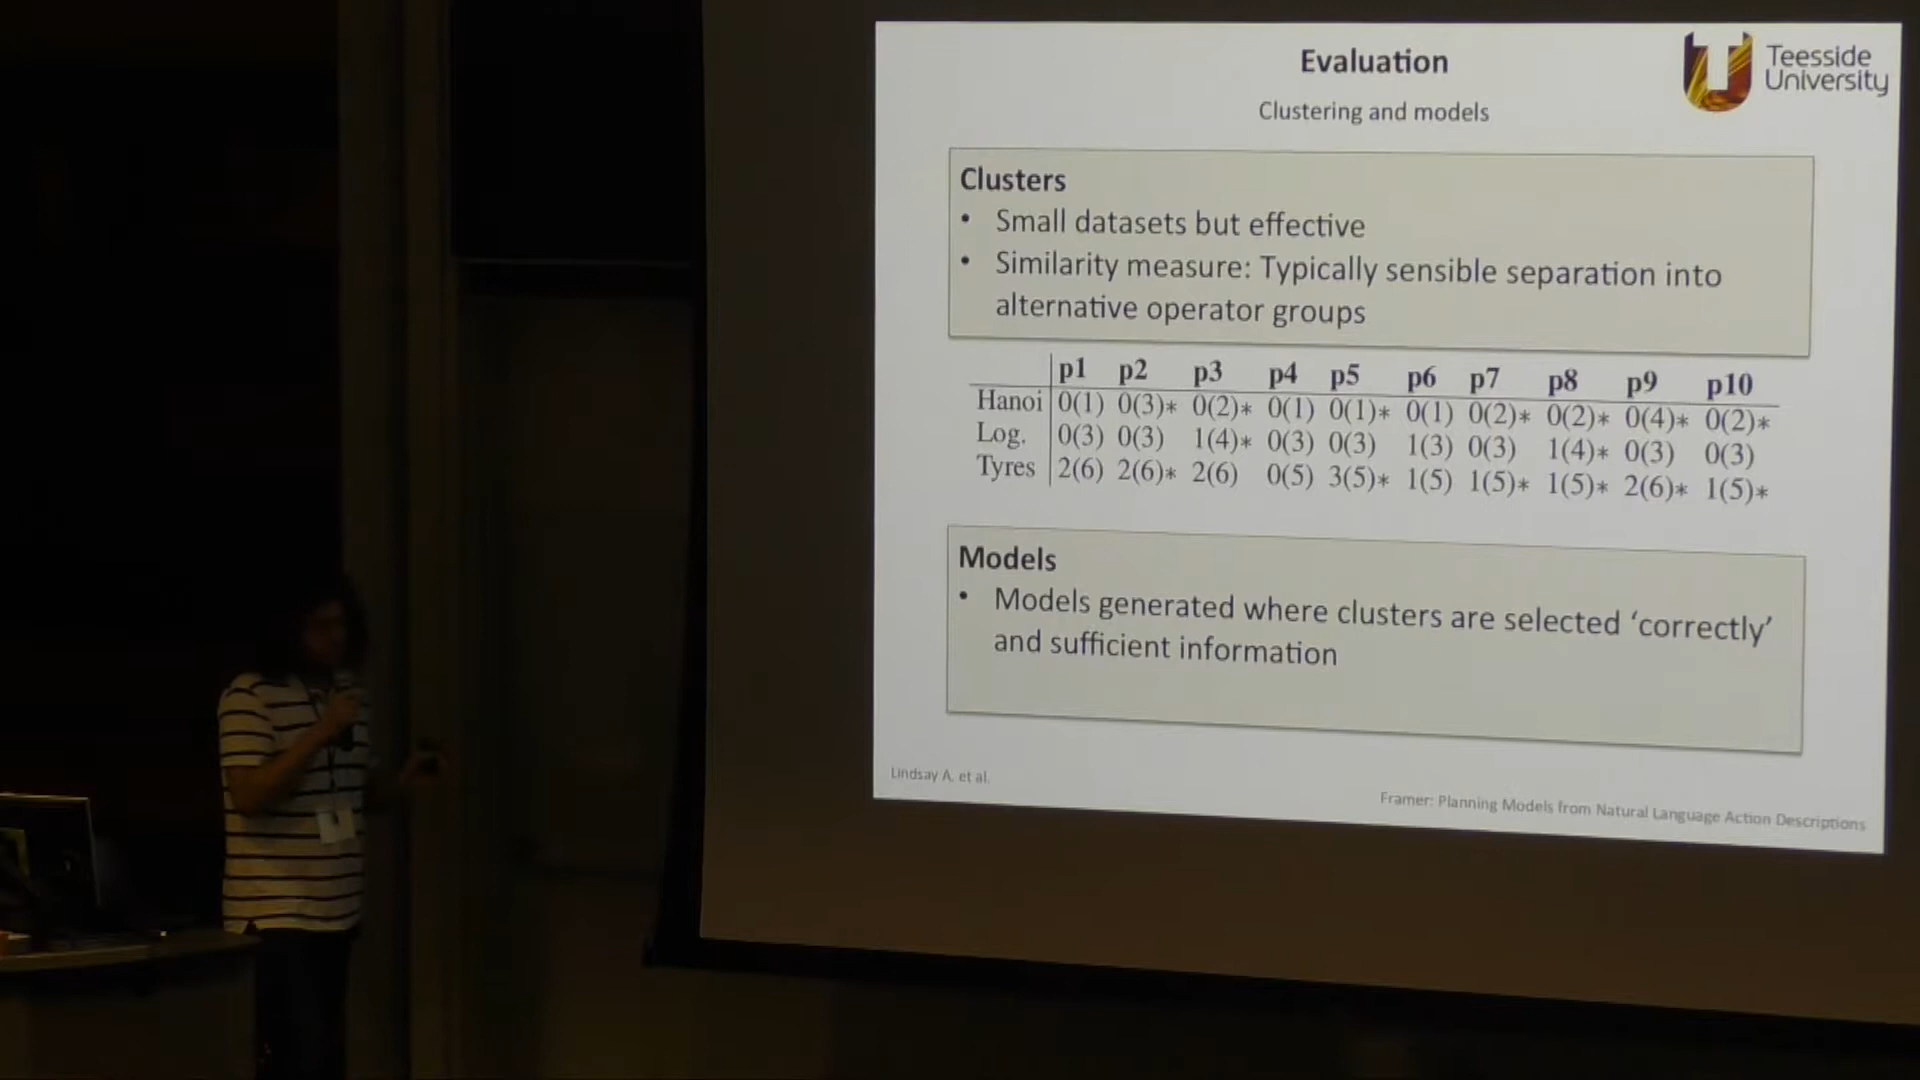 Evaluation
Clustering and models
Teesside
University
Clusters
• Small datasets but effective
• Similarity measure: Typically sensible separation into
alternative operator groups
p1 p2 p3 p4 p5 p6 p7 p8 p9 p10
Hanoi 0(1) 0(3)* 0(2)* 0(1) 0(1)* 0(1) 0(2)* 0(2)* 0(4)* 0(2)*
Log. 0(3) 0(3) 1(4)* 0(3) 0(3) 1(3) 0(3) 1(4)* 0(3) 0(3)
Tyres 2(6) 2(6)* 2(6) 0(5) 3(5)* 1(5) 1(5)* 1(5)* 2(6)* 1(5)*
Models
• Models generated where clusters are selected ‘correctly’
and sufficient information
Lindsay A. et al.
Framer: Planning Models from Natural Language Action Descriptions